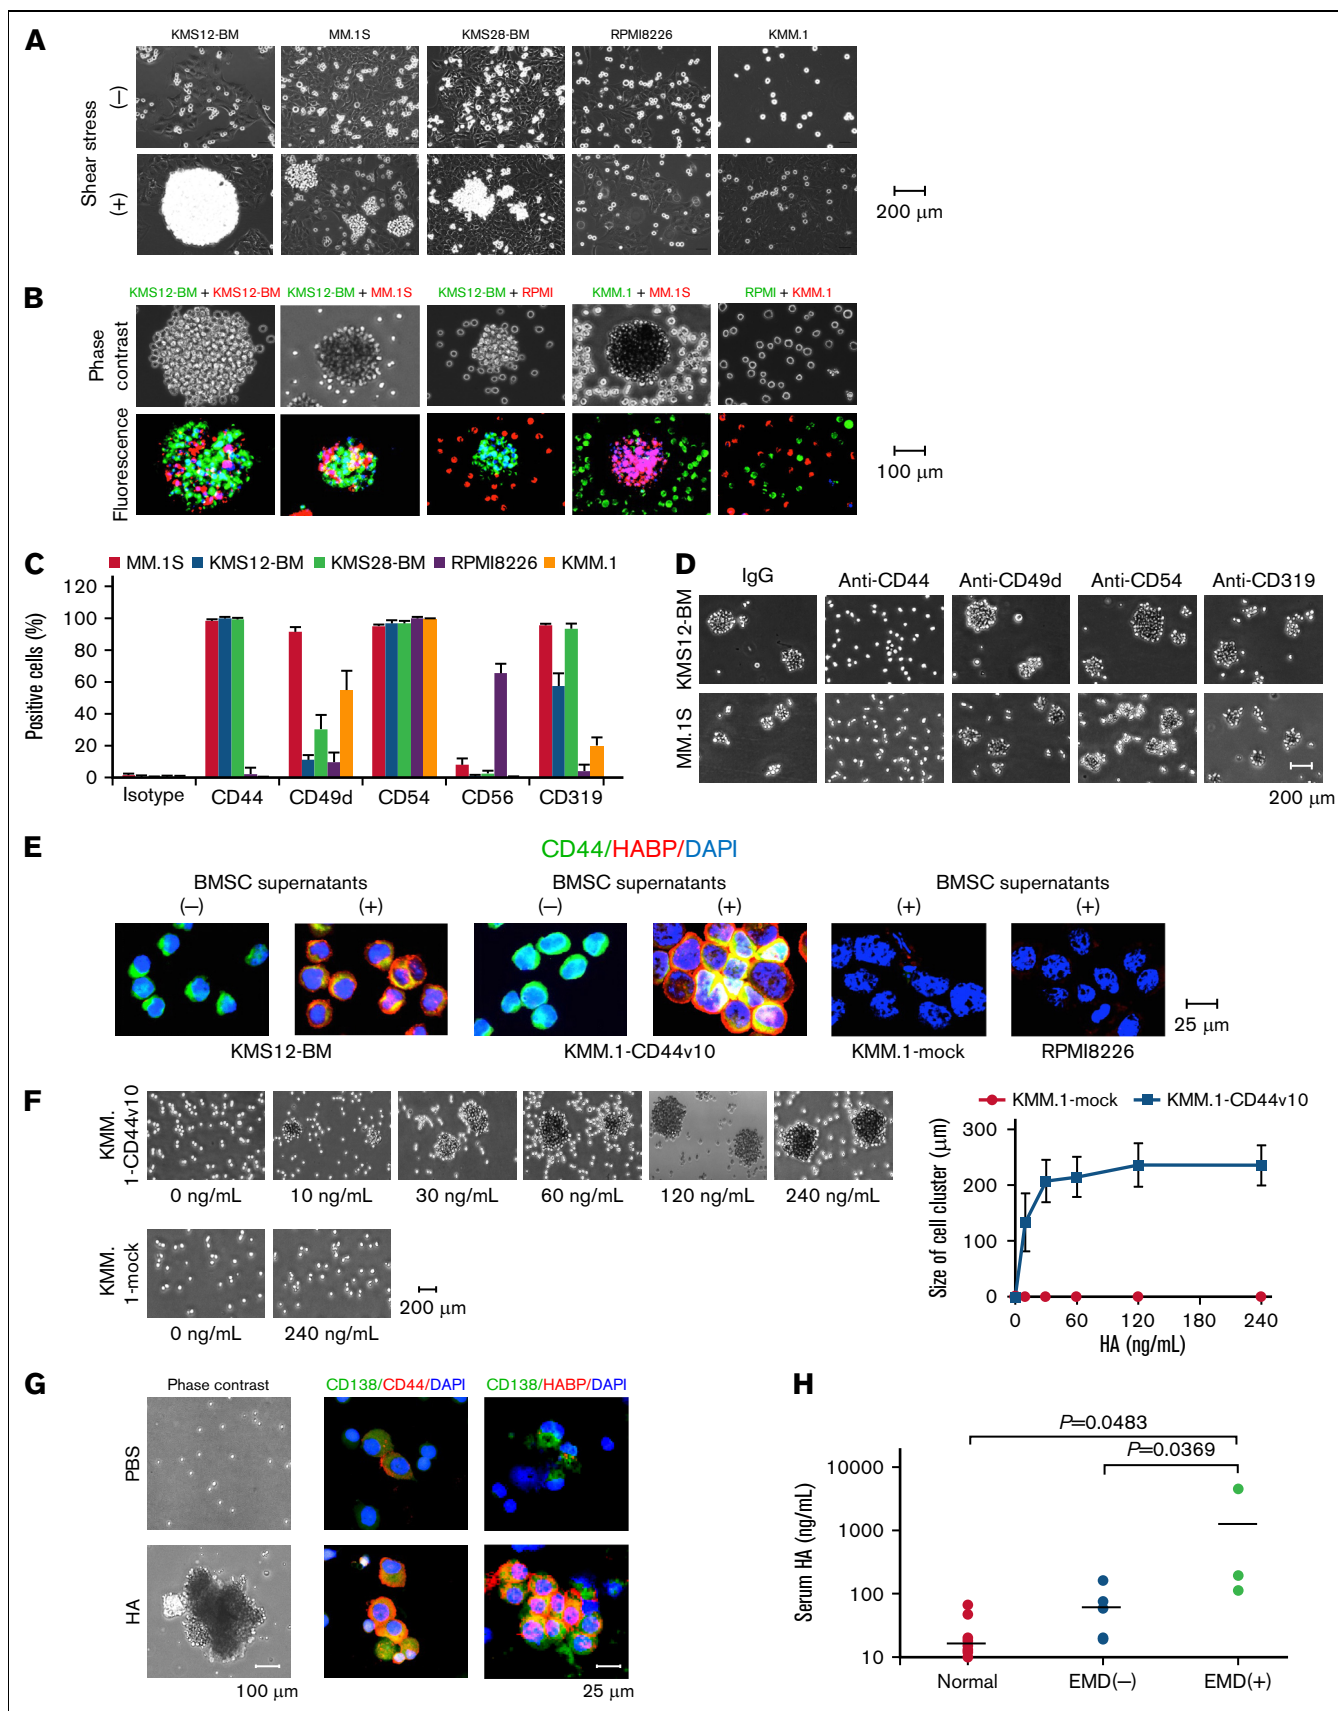 A
KMS12-BM MM.1S KMS28-BM RPMI8226 KMM.1
Shear stress
(–)
(+)
200 µm
B
KMS12-BM + KMS12-BM KMS12-BM + MM.1S KMS12-BM + RPMI KMM.1 + MM.1S RPMI + KMM.1
Phase
contrast
Fluorescence
100 µm
C
MM.1S KMS12-BM KMS28-BM RPMI8226 KMM.1
Positive cells (%)
120
100
80
60
40
20
0
Isotype CD44 CD49d CD54 CD56 CD319
D
IgG Anti-CD44 Anti-CD49d Anti-CD54 Anti-CD319
KMS12-BM
MM.1S
200 µm
E
CD44/HABP/DAPI
BMSC supernatants BMSC supernatants BMSC supernatants
(–) (+) (–) (+) (+) (+)
25 µm
KMS12-BM KMM.1-CD44v10 KMM.1-mock RPMI8226
F
KMM.
1-CD44v10
0 ng/mL 10 ng/mL 30 ng/mL 60 ng/mL 120 ng/mL 240 ng/mL
KMM.
1-mock
200 µm
0 ng/mL 240 ng/mL
KMM.1-mock KMM.1-CD44v10
Size of cell cluster (µm)
300
200
100
0
0 60 120 180 240
HA (ng/mL)
G
Phase contrast CD138/CD44/DAPI CD138/HABP/DAPI
PBS
HA
100 µm 25 µm
H
P=0.0483
P=0.0369
Serum HA (ng/mL)
10000
1000
100
10
Normal EMD(–) EMD(+)